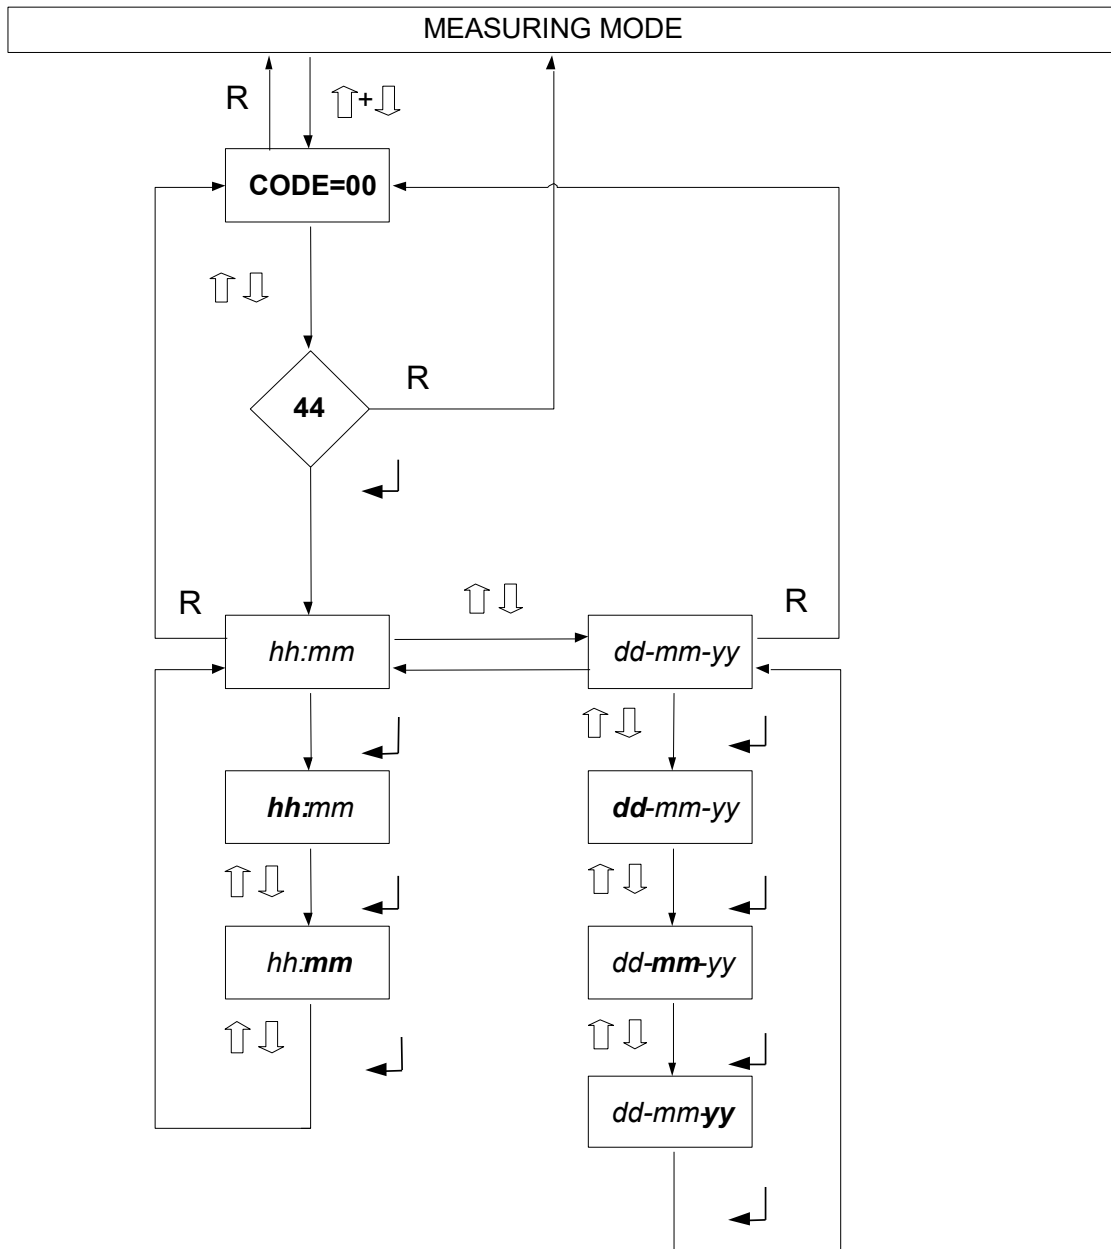 MEASURING MODE
R
+
CODE=00
44
R
R
R
hh:mm
dd-mm-yy
hh:mm
dd-mm-yy
hh:mm
dd-mm-yy
dd-mm-yy